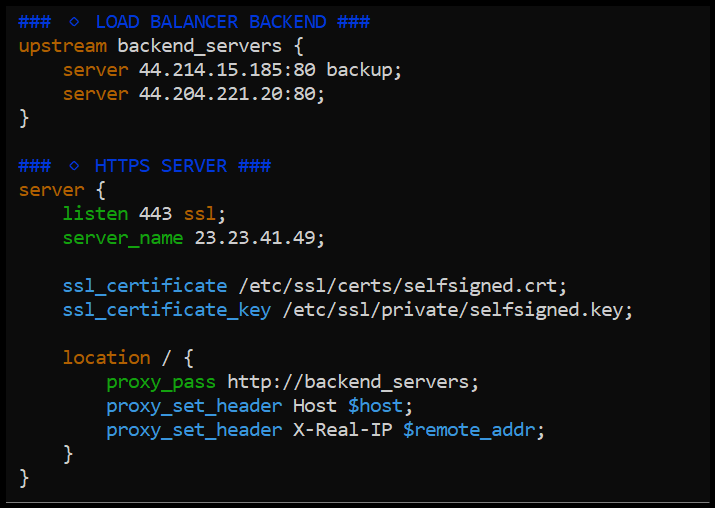 ### ⋄ LOAD BALANCER BACKEND ###
upstream backend_servers {
    server 44.214.15.185:80 backup;
    server 44.204.221.20:80;
}

### ⋄ HTTPS SERVER ###
server {
    listen 443 ssl;
    server_name 23.23.41.49;

    ssl_certificate /etc/ssl/certs/selfsigned.crt;
    ssl_certificate_key /etc/ssl/private/selfsigned.key;

    location / {
        proxy_pass http://backend_servers;
        proxy_set_header Host $host;
        proxy_set_header X-Real-IP $remote_addr;
    }
}